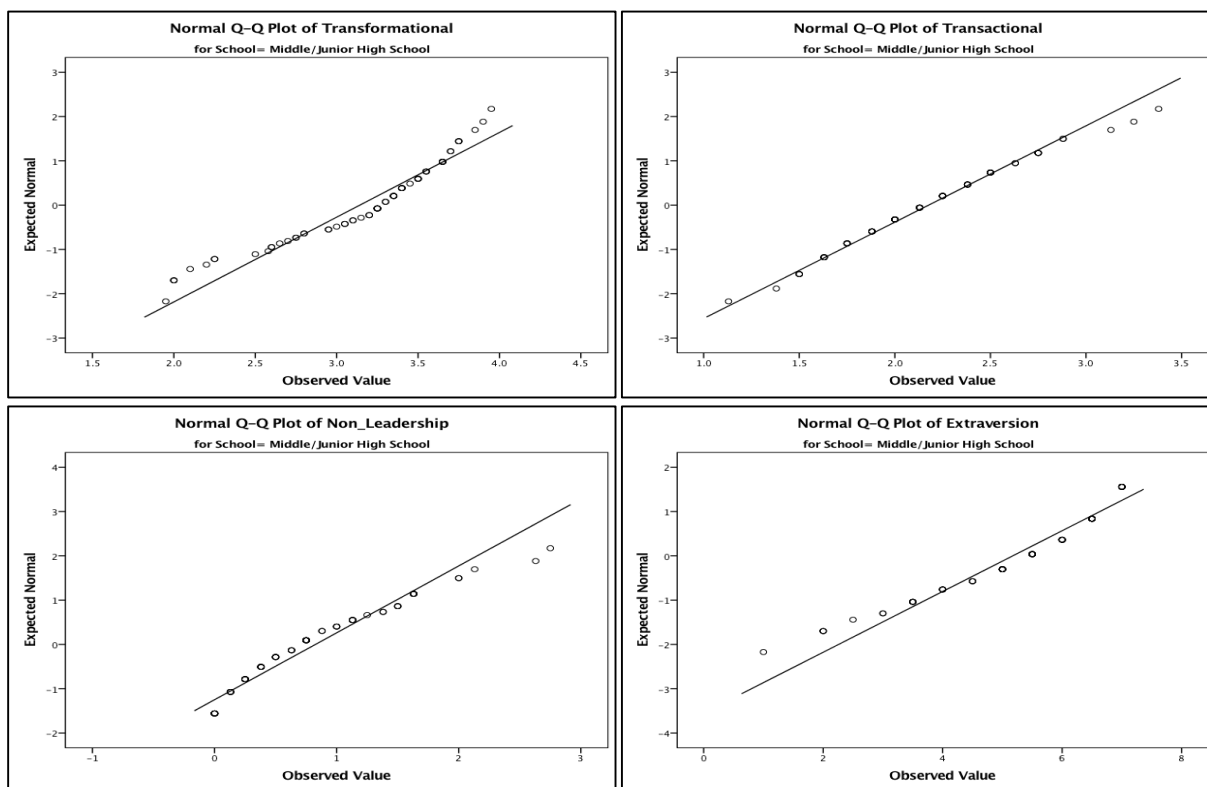 Normal Q-Q Plot of Transformational
for School= Middle/Junior High School
Expected Normal
3
2
1
0
-1
-2
-3
1.5 2.0 2.5 3.0 3.5 4.0 4.5
Observed Value
Normal Q-Q Plot of Transactional
for School= Middle/Junior High School
Expected Normal
3
2
1
0
-1
-2
-3
1.0 1.5 2.0 2.5 3.0 3.5
Observed Value
Normal Q-Q Plot of Non_Leadership
for School= Middle/Junior High School
Expected Normal
4
3
2
1
0
-1
-2
-1 0 1 2 3
Observed Value
Normal Q-Q Plot of Extraversion
for School= Middle/Junior High School
Expected Normal
2
1
0
-1
-2
-3
-4
0 2 4 6 8
Observed Value